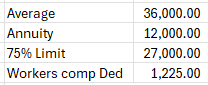 Average 36,000.00
Annuity 12,000.00
75% Limit 27,000.00
Workers comp Ded 1,225.00